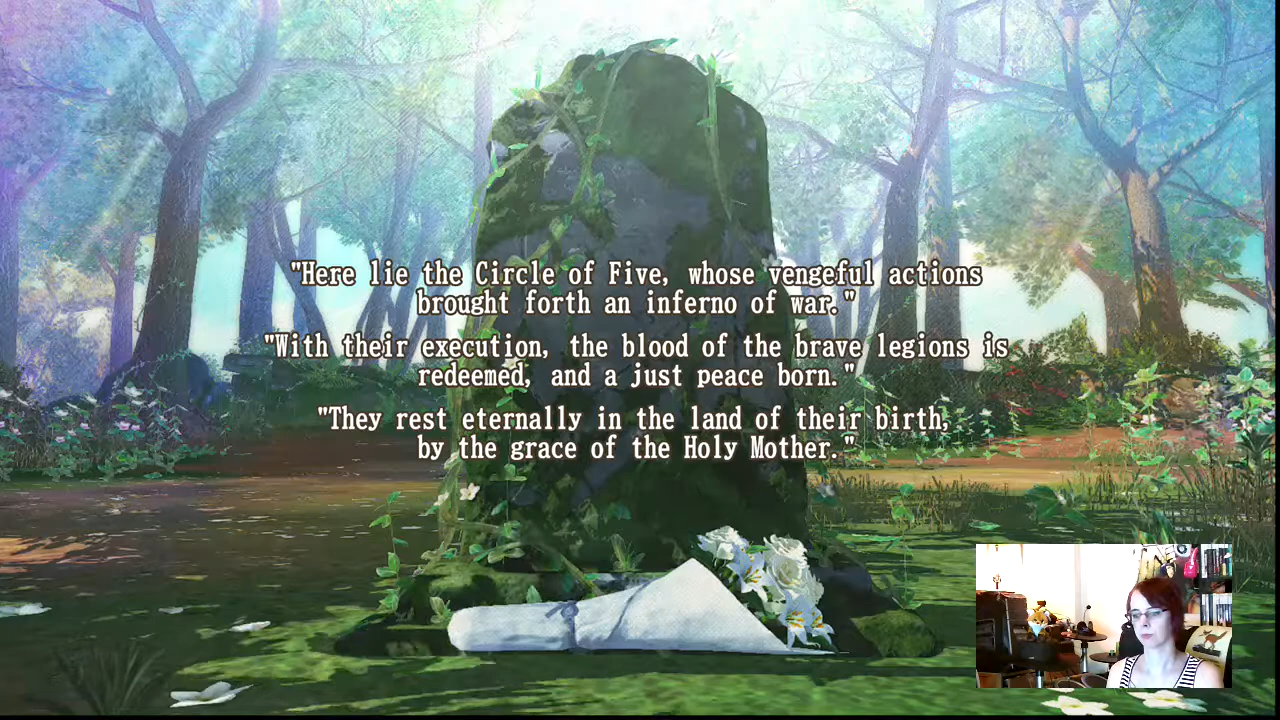 "Here lie the Circle of Five, whose vengeful actions
brought forth an inferno of war."
"With their execution, the blood of the brave legions is
redeemed, and a just peace born."
"They rest eternally in the land of their birth,
by the grace of the Holy Mother."